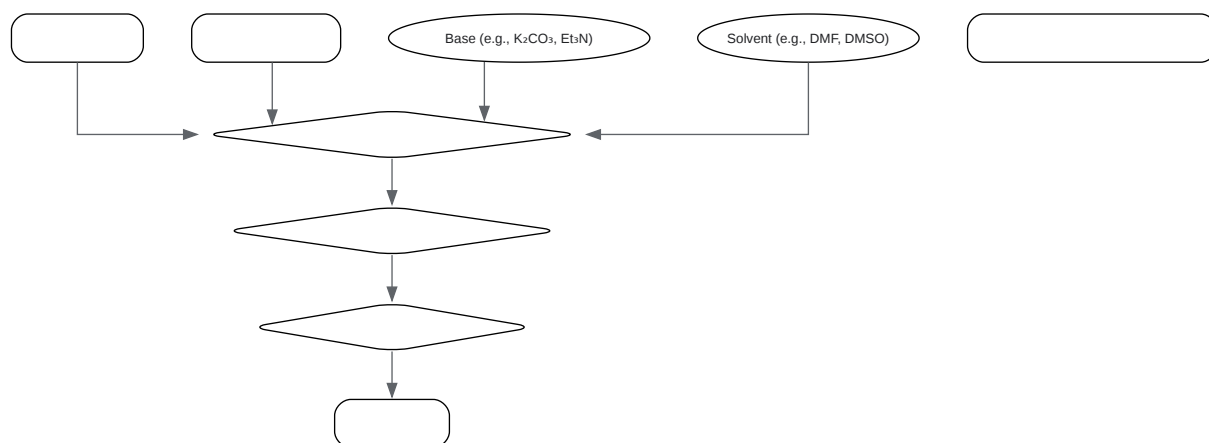 Base (e.g., K₂CO₃, Et₃N)
Solvent (e.g., DMF, DMSO)